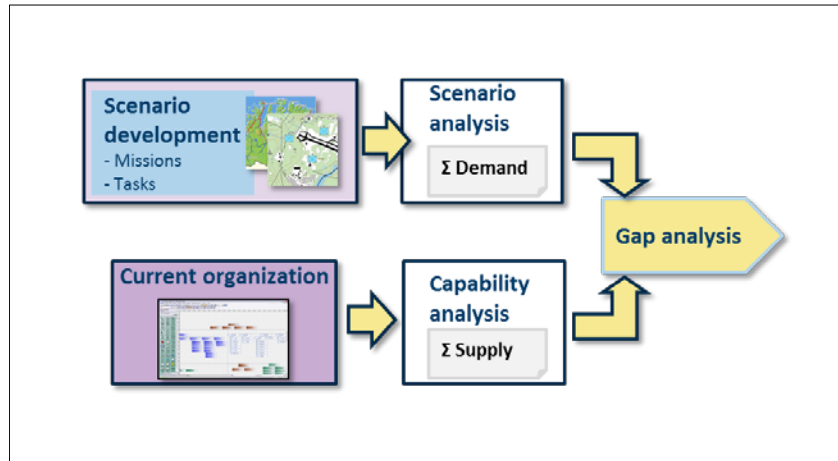 Scenario
development
- Missions
- Tasks
Scenario
analysis
Σ Demand
Gap analysis
Current organization
Capability
analysis
Σ Supply